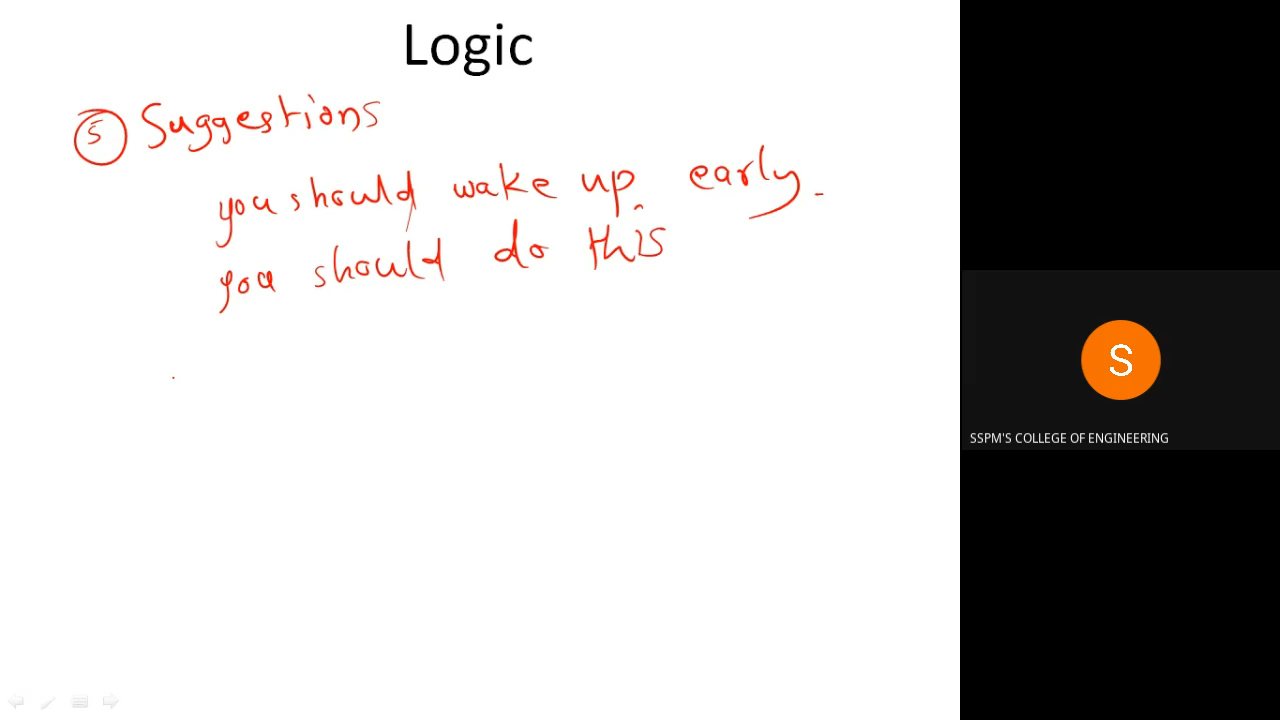 Logic
5 Suggestions
you should wake up early.
you should do this
S
SSPM'S COLLEGE OF ENGINEERING